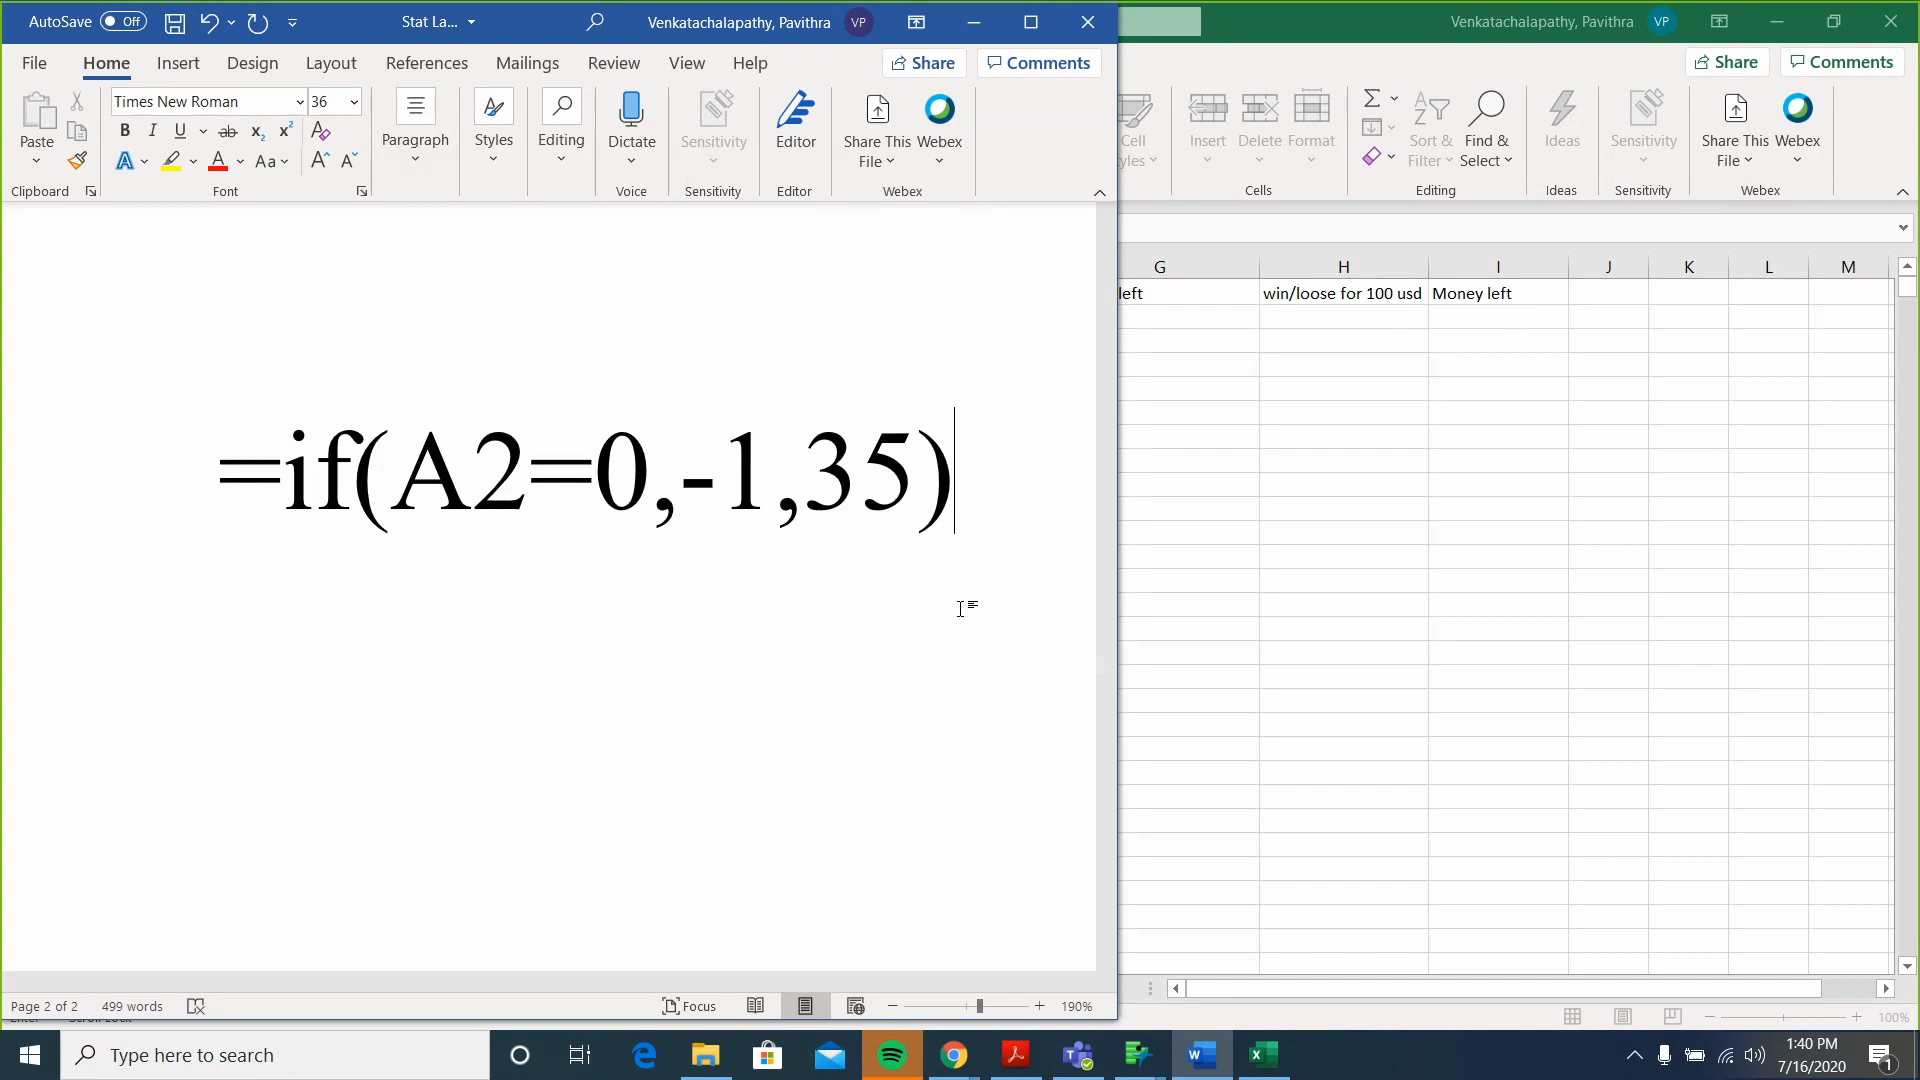 AutoSave Off Stat La... Venkatachalapathy, Pavithra VP
File Home Insert Design Layout References Mailings Review View Help Share Comments
Paste
Times New Roman 36
B I U ab x2 x2
A A Aa A A
Paragraph Styles Editing Dictate Sensitivity Editor Share This File Webex
Clipboard Font Voice Sensitivity Editor Webex
=if(A2=0,-1,35)
Page 2 of 2 499 words Focus 190%
Venkatachalapathy, Pavithra VP
Share Comments
Cell
Insert Delete Format Sort & Filter Find & Select Ideas Sensitivity Share This File Webex
Cells Editing Ideas Sensitivity Webex
G H I J K L M
left win/loose for 100 usd Money left
100%
Type here to search
1:40 PM
7/16/2020
1